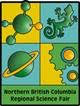 Northern British Columbia
Regional Science Fair